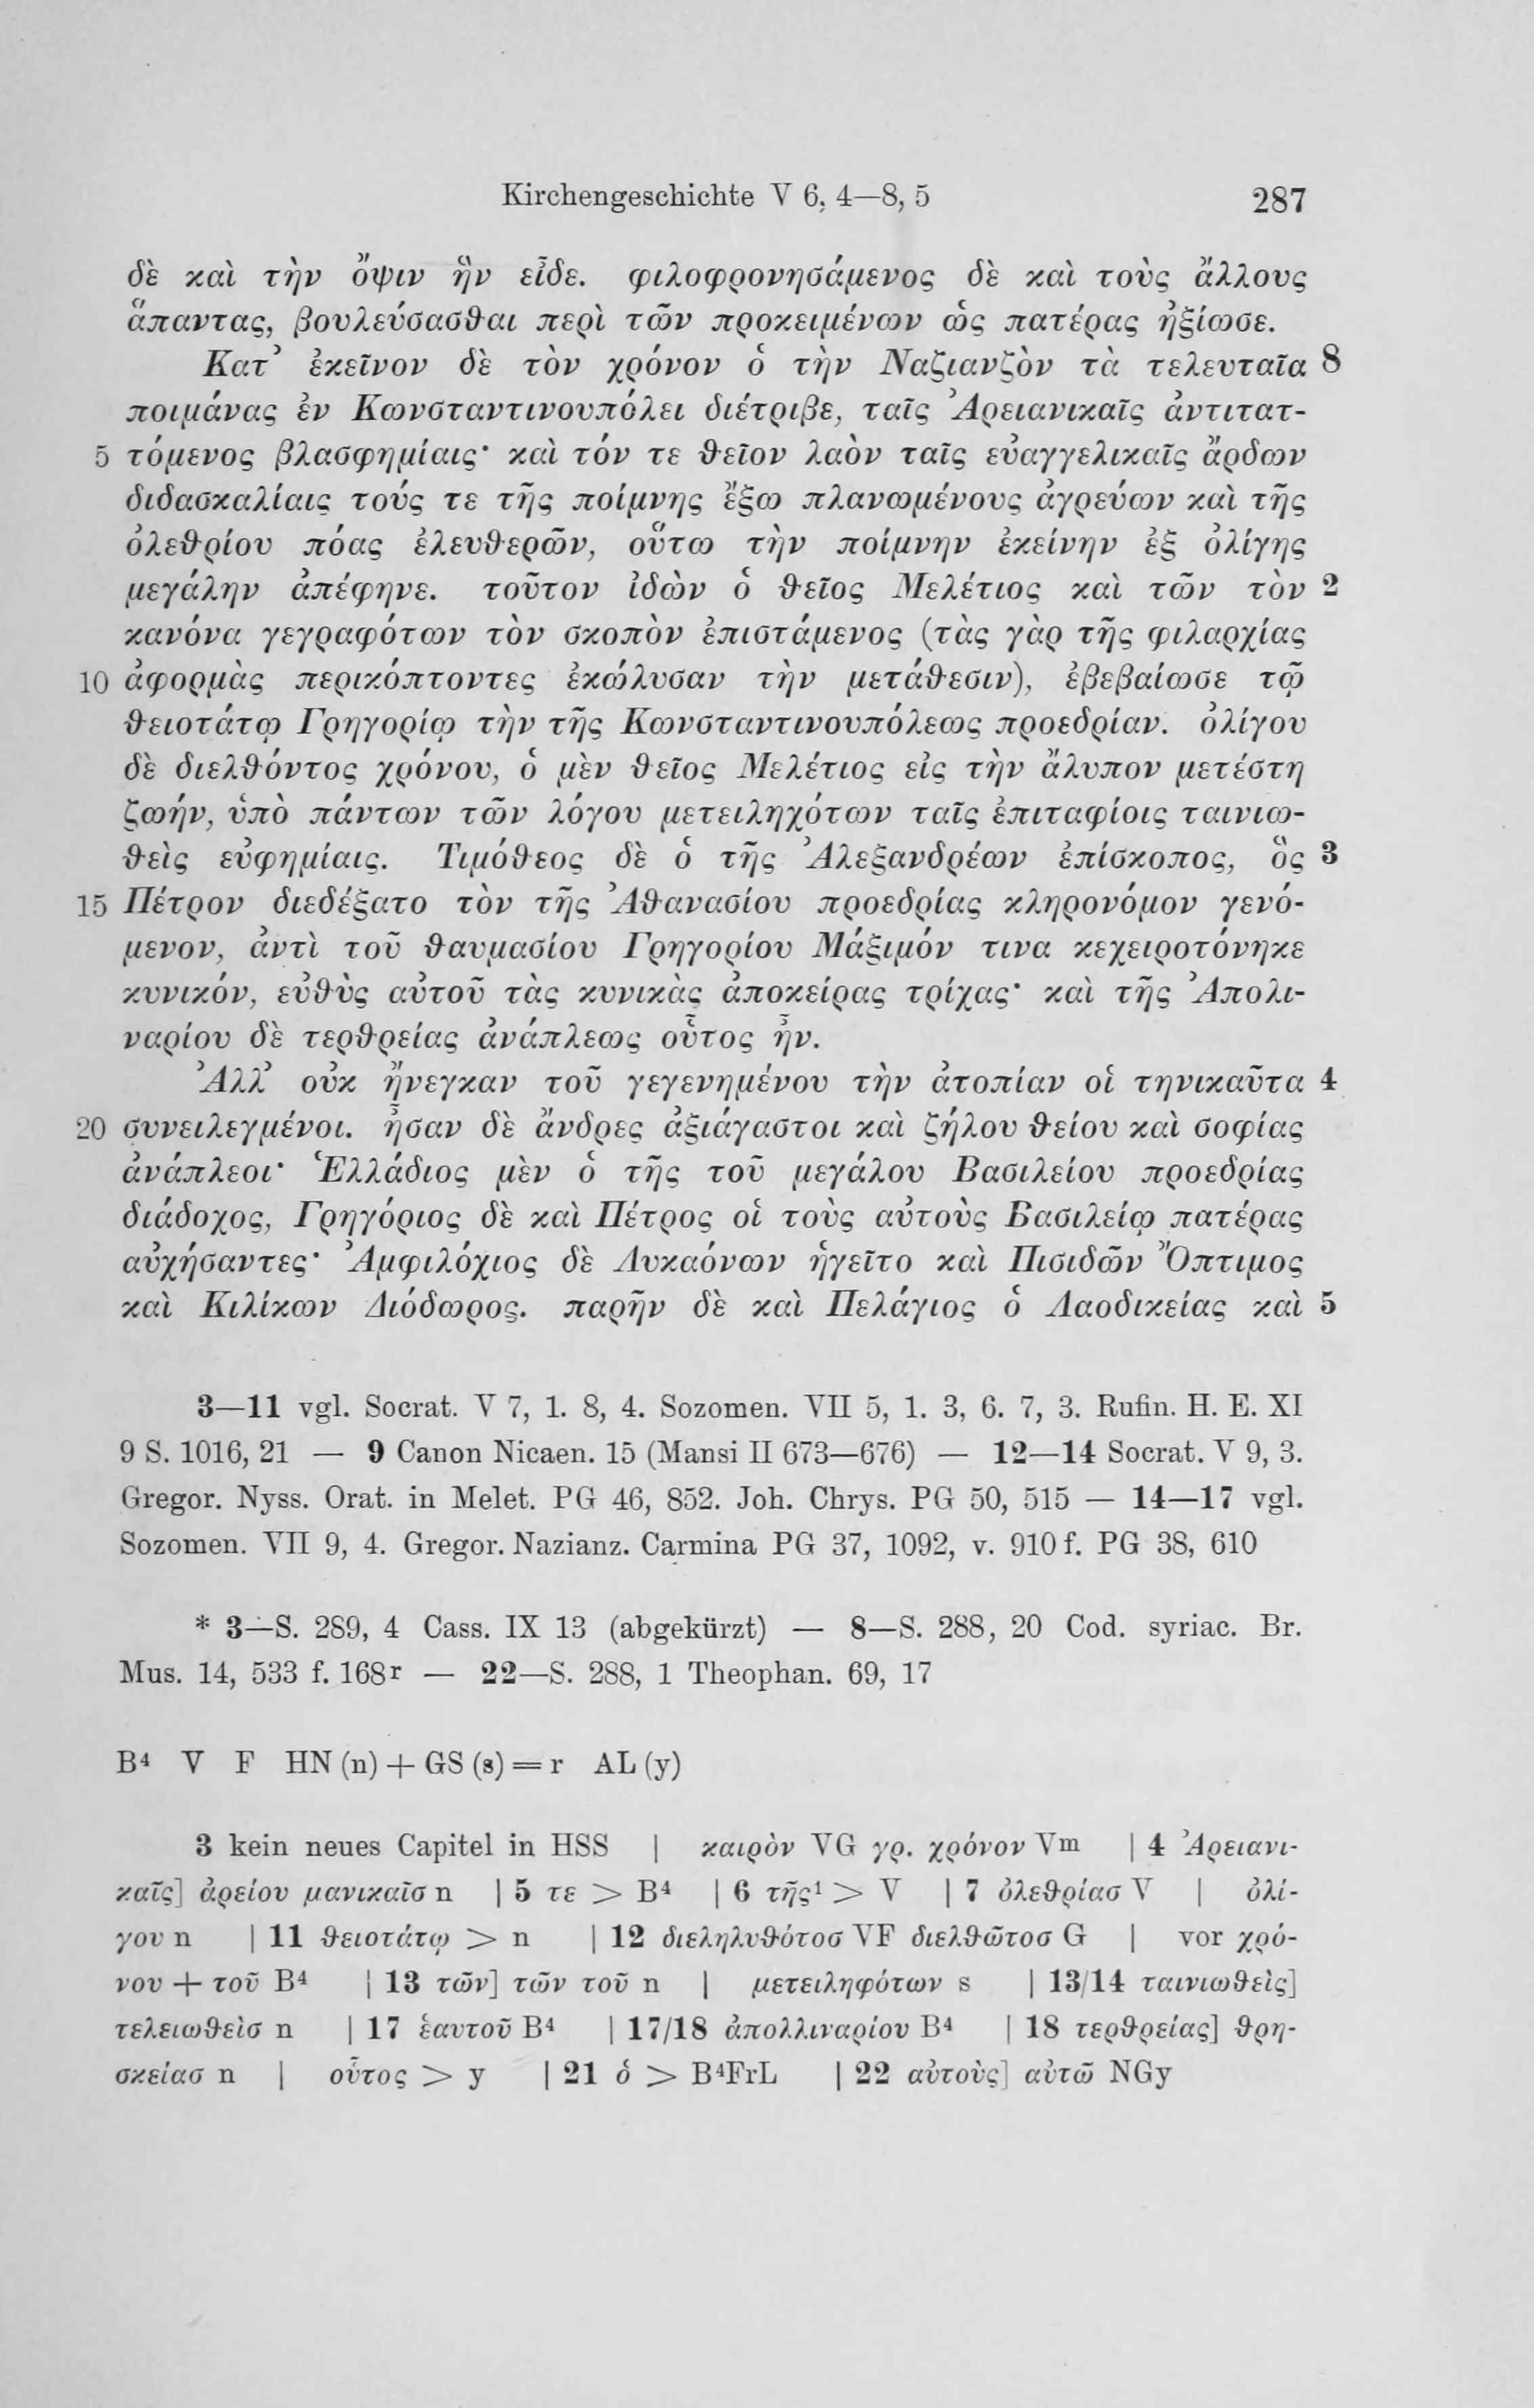 Kirchengeschichte V 6, 4—8, 5 287
δὲ καὶ τὴν ὄψιν ἣν εἶδε. φιλοφρονησάμενος δὲ καὶ τοὺς ἄλλους
ἅπαντας, βουλεύσασθαι περὶ τῶν προκειμένων ὡς πατέρας ἠξίωσε.
Κατ’ ἐκεῖνον δὲ τὸν χρόνον ὁ τὴν Ναζιανζὸν τὰ τελευταῖα 8
ποιμάνας ἐν Κωνσταντινουπόλει διέτριβε, ταῖς Ἀρειανικαῖς ἀντιτατ-
5 τόμενος βλασφημίαις· καὶ τόν τε θεῖον λαὸν ταῖς εὐαγγελικαῖς ἄρδων
διδασκαλίαις τούς τε τῆς ποίμνης ἔξω πλανωμένους ἀγρεύων καὶ τῆς
ὀλεθρίου πόας ἐλευθερῶν, οὕτω τὴν ποίμνην ἐκείνην ἐξ ὀλίγης
μεγάλην ἀπέφηνε. τοῦτον ἰδὼν ὁ θεῖος Μελέτιος καὶ τῶν τὸν 2
κανόνα γεγραφότων τὸν σκοπὸν ἐπιστάμενος (τὰς γὰρ τῆς φιλαρχίας
10 ἀφορμὰς περικόπτοντες ἐκώλυσαν τὴν μετάθεσιν), ἐβεβαίωσε τῷ
θειοτάτῳ Γρηγορίῳ τὴν τῆς Κωνσταντινουπόλεως προεδρίαν. ὀλίγου
δὲ διελθόντος χρόνου, ὁ μὲν θεῖος Μελέτιος εἰς τὴν ἄλυπον μετέστη
ζωήν, ὑπὸ πάντων τῶν λόγου μετειληχότων ταῖς ἐπιταφίοις ταινιω-
θεὶς εὐφημίαις. Τιμόθεος δὲ ὁ τῆς Ἀλεξανδρέων ἐπίσκοπος, ὃς 3
15 Πέτρον διεδέξατο τὸν τῆς Ἀθανασίου προεδρίας κληρονόμον γενό-
μενον, ἀντὶ τοῦ θαυμασίου Γρηγορίου Μάξιμόν τινα κεχειροτόνηκε
κυνικόν, εὐθὺς αὐτοῦ τὰς κυνικὰς ἀποκείρας τρίχας· καὶ τῆς Ἀπολι-
ναρίου δὲ τερθρείας ἀνάπλεως οὗτος ἦν.
Ἀλλ’ οὐκ ἤνεγκαν τοῦ γεγενημένου τὴν ἀτοπίαν οἱ τηνικαῦτα 4
20 συνειλεγμένοι. ἦσαν δὲ ἄνδρες ἀξιάγαστοι καὶ ζήλου θείου καὶ σοφίας
ἀνάπλεοι· Ἑλλάδιος μὲν ὁ τῆς τοῦ μεγάλου Βασιλείου προεδρίας
διάδοχος, Γρηγόριος δὲ καὶ Πέτρος οἱ τοὺς αὐτοὺς Βασιλείῳ πατέρας
αὐχήσαντες· Ἀμφιλόχιος δὲ Λυκαόνων ἡγεῖτο καὶ Πισιδῶν Ὄπτιμος
καὶ Κιλίκων Διόδωρος. παρῆν δὲ καὶ Πελάγιος ὁ Λαοδικείας καὶ 5
3—11 vgl. Socrat. V 7, 1. 8, 4. Sozomen. VII 5, 1. 3, 6. 7, 3. Rufin. H. E. XI
9 S. 1016, 21 — 9 Canon Nicaen. 15 (Mansi II 673—676) — 12—14 Socrat. V 9, 3.
Gregor. Nyss. Orat. in Melet. PG 46, 852. Joh. Chrys. PG 50, 515 — 14—17 vgl.
Sozomen. VII 9, 4. Gregor. Nazianz. Carmina PG 37, 1092, v. 910 f. PG 38, 610
* 3—S. 289, 4 Cass. IX 13 (abgekürzt) — 8—S. 288, 20 Cod. syriac. Br.
Mus. 14, 533 f. 168r — 22—S. 288, 1 Theophan. 69, 17
B⁴ V F HN (n) + GS (s) = r AL (y)
3 kein neues Capitel in HSS | καιρὸν VG γρ. χρόνον Vm | 4 Ἀρειανι-
καῖς] ἀρείου μανικαῖσ n | 5 τε > B⁴ | 6 τῆς¹ > V | 7 ὀλεθρίασ V | ὀλί-
γου n | 11 θειοτάτῳ > n | 12 διεληλυθότοσ VF διελθῶτοσ G | vor χρό-
νου + τοῦ B⁴ | 13 τῶν] τῶν τοῦ n | μετειληφότων s | 13/14 ταινιωθεὶς]
τελειωθεὶσ n | 17 ἑαυτοῦ B⁴ | 17/18 ἀπολλιναρίου B⁴ | 18 τερθρείας] θρη-
σκείασ n | οὗτος > y | 21 ὁ > B⁴FrL | 22 αὐτοὺς] αὐτῶ NGy